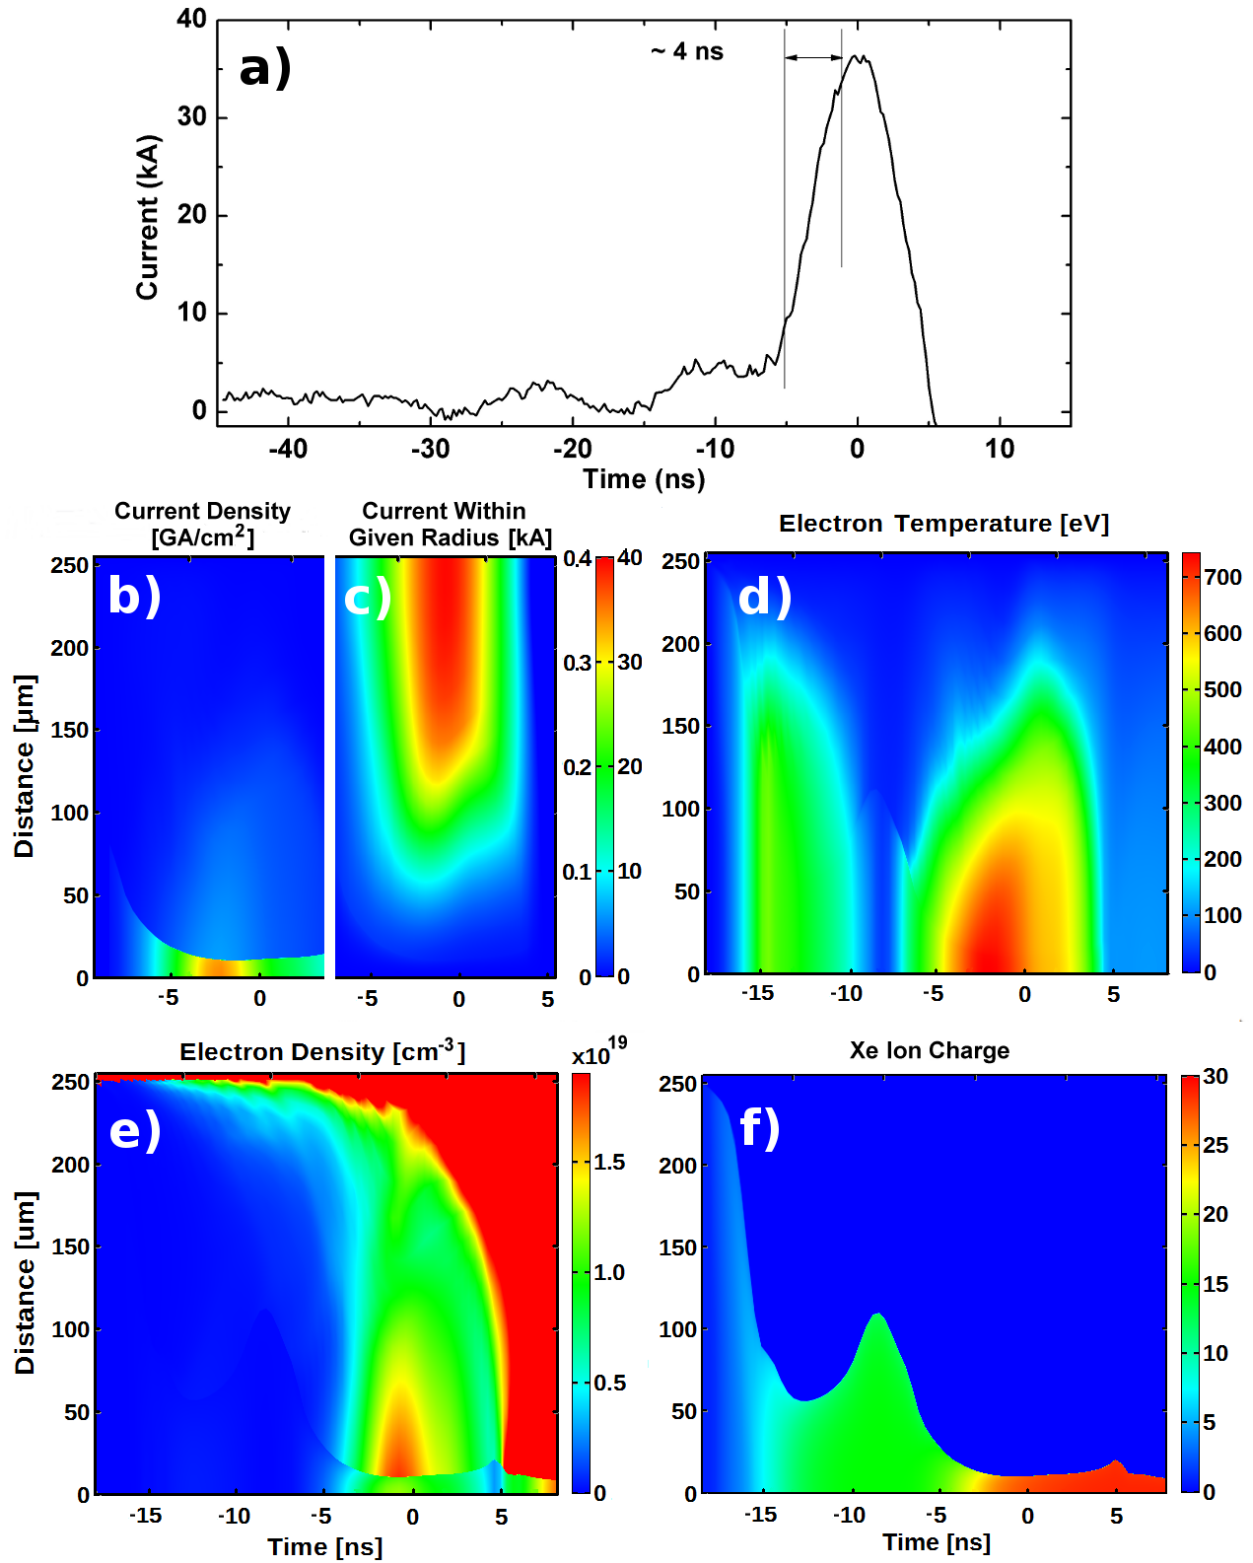 a)
~ 4 ns
40
30
20
10
0
Current (kA)
-40 -30 -20 -10 0 10
Time (ns)
Current Density
[GA/cm2]
Current Within
Given Radius [kA]
b)
c)
250
200
150
100
50
0
Distance [µm]
-5 0
-5 0 5
0.4 40
0.3 30
0.2 20
0.1 10
0 0
Electron Temperature [eV]
d)
250
200
150
100
50
0
-15 -10 -5 0 5
700
600
500
400
300
200
100
0
Electron Density [cm-3]
x1019
e)
250
200
150
100
50
0
Distance [um]
-15 -10 -5 0 5
Time [ns]
1.5
1.0
0.5
0
Xe Ion Charge
f)
250
200
150
100
50
0
-15 -10 -5 0 5
Time [ns]
30
25
20
15
10
5
0